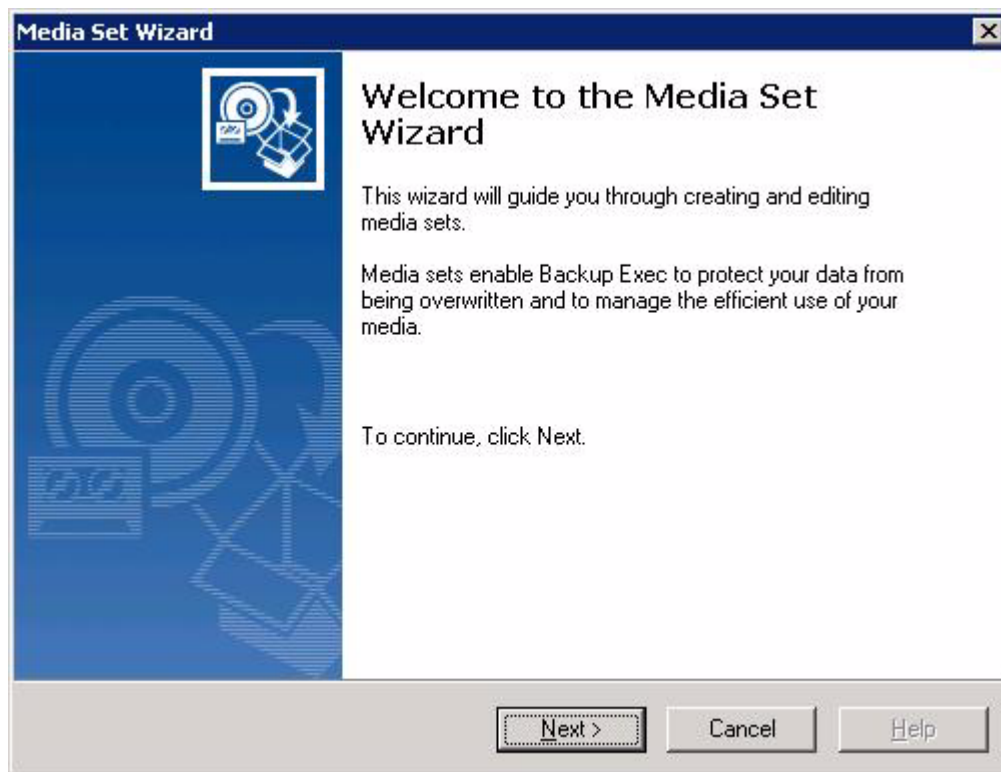 Media Set Wizard
Welcome to the Media Set
Wizard
This wizard will guide you through creating and editing
media sets.
Media sets enable Backup Exec to protect your data from
being overwritten and to manage the efficient use of your
media.
To continue, click Next.
Next >
Cancel
Help